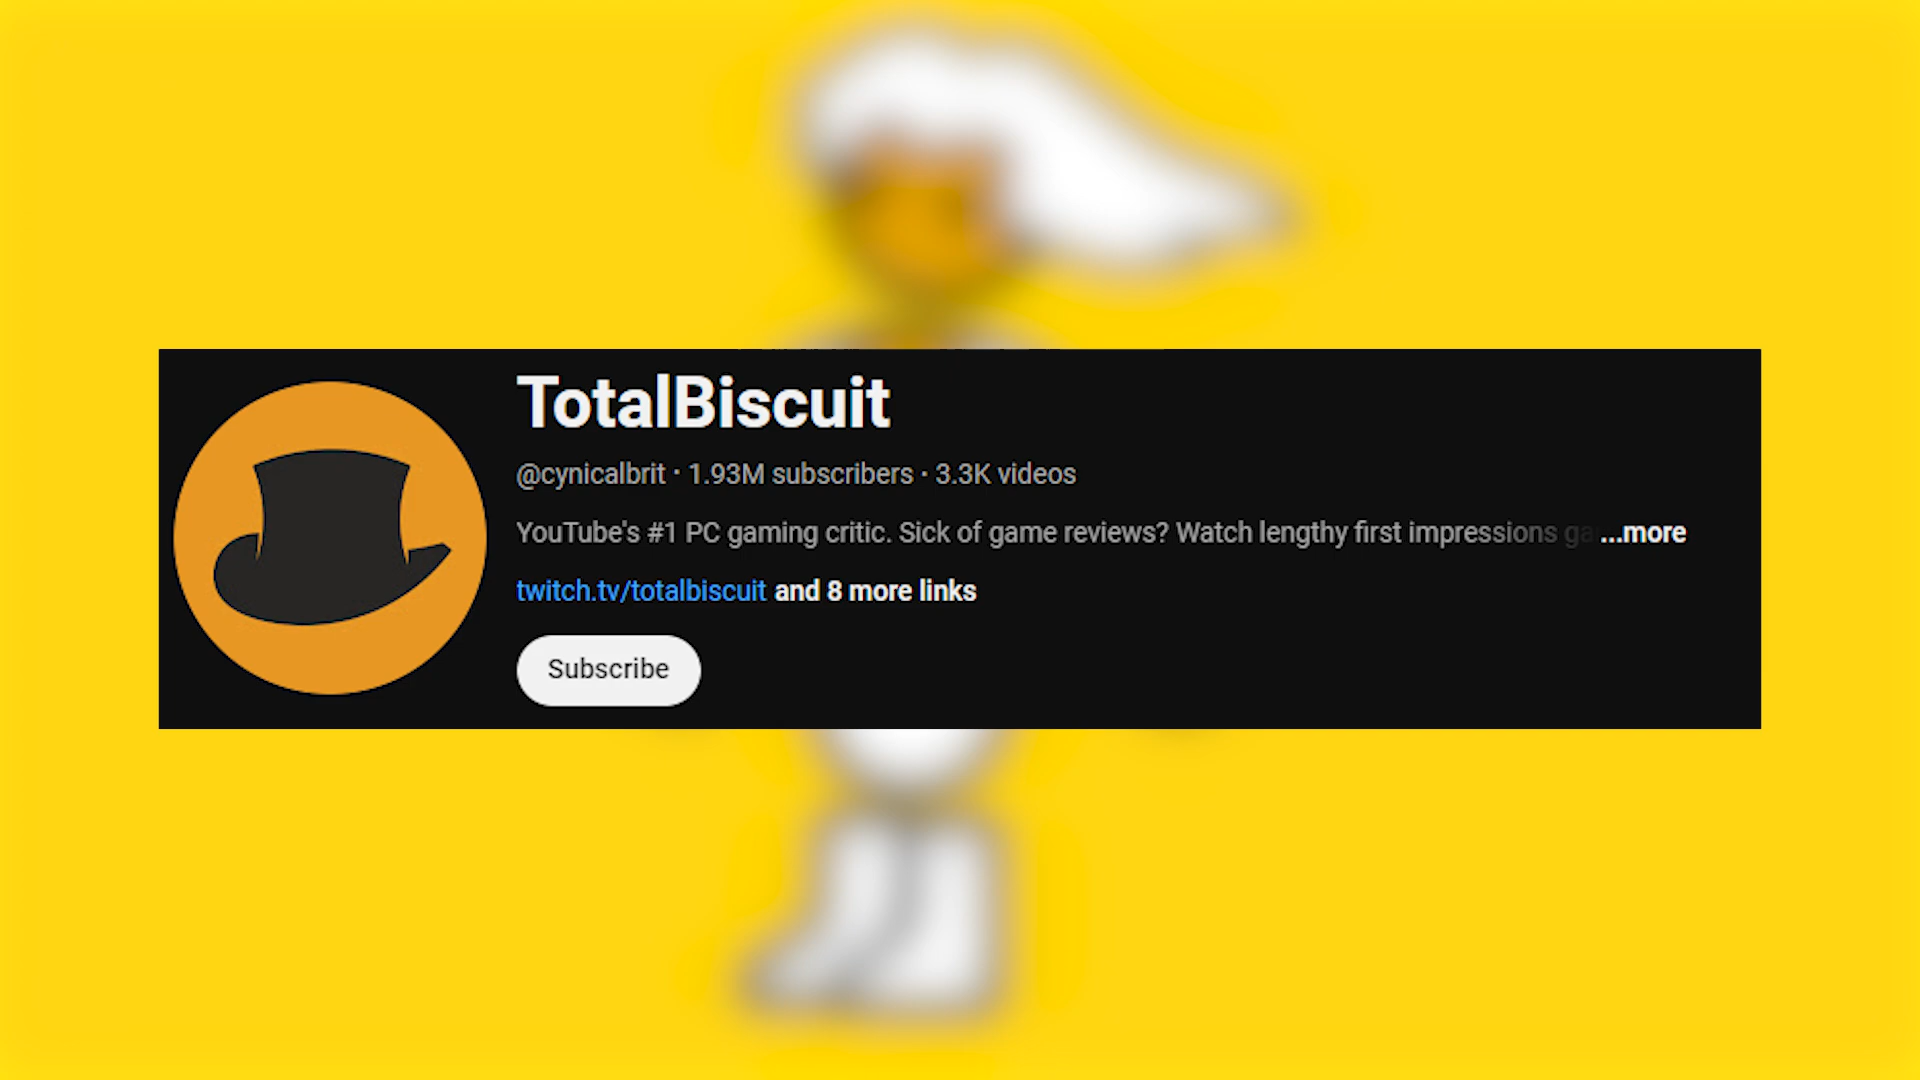 TotalBiscuit
@cynicalbrit · 1.93M subscribers · 3.3K videos
YouTube's #1 PC gaming critic. Sick of game reviews? Watch lengthy first impressions ga ...more
twitch.tv/totalbiscuit and 8 more links
Subscribe